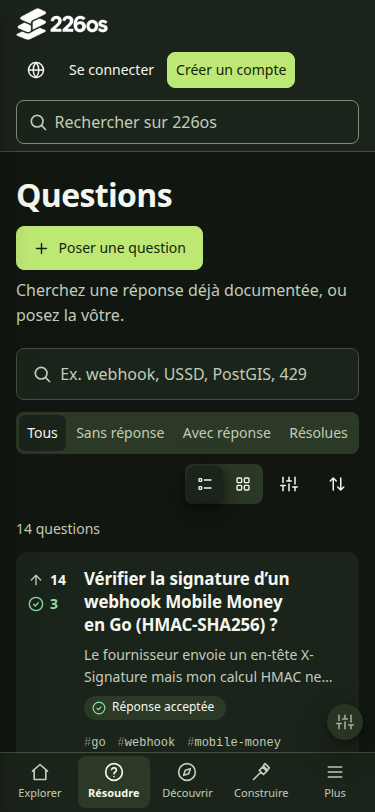 226os
Se connecter
Créer un compte
Rechercher sur 226os
Questions
Poser une question
Cherchez une réponse déjà documentée, ou
posez la vôtre.
Ex. webhook, USSD, PostGIS, 429
Tous
Sans réponse
Avec réponse
Résolues
14 questions
14
3
Vérifier la signature d’un
webhook Mobile Money
en Go (HMAC-SHA256) ?
Le fournisseur envoie un en-tête X-
Signature mais mon calcul HMAC ne…
Réponse acceptée
#go #webhook #mobile-money
Explorer
Résoudre
Découvrir
Construire
Plus